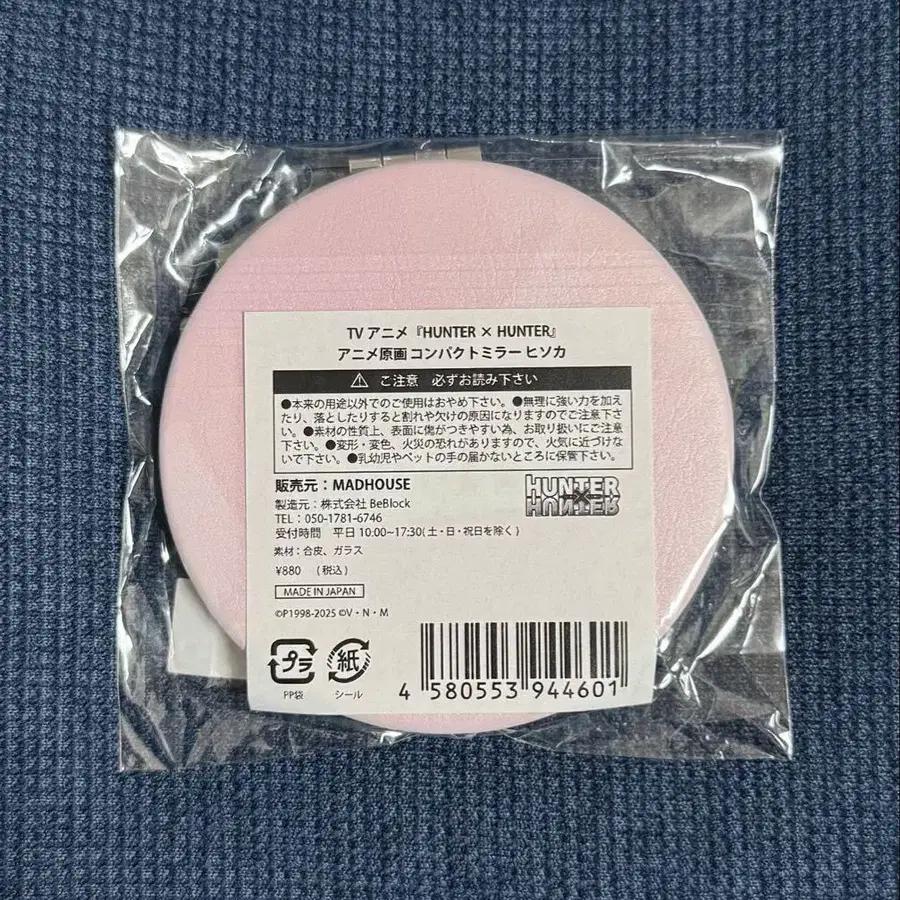 TV アニメ『HUNTER × HUNTER』
アニメ原画 コンパクトミラー ヒソカ
⚠ ご注意　必ずお読み下さい
●本来の用途以外でのご使用はおやめ下さい。●無理に強い力を加え
たり、落としたりすると割れや欠けの原因になりますのでご注意下さ
い。●素材の性質上、表面に傷がつきやすい為、お取り扱いにご注意
下さい。●変形・変色、火災の恐れがありますので、火気に近づけな
いで下さい。●乳幼児やペットの手の届かないところに保管下さい。
販売元：MADHOUSE
HUNTER×HUNTER
製造元：株式会社 BeBlock
TEL：050-1781-6746
受付時間　平日 10:00~17:30(土・日・祝日を除く)
素材：合皮、ガラス
¥880　(税込)
MADE IN JAPAN
©P1998-2025 ©V・N・M
プラ
紙
PP袋
シール
4 580553 944601